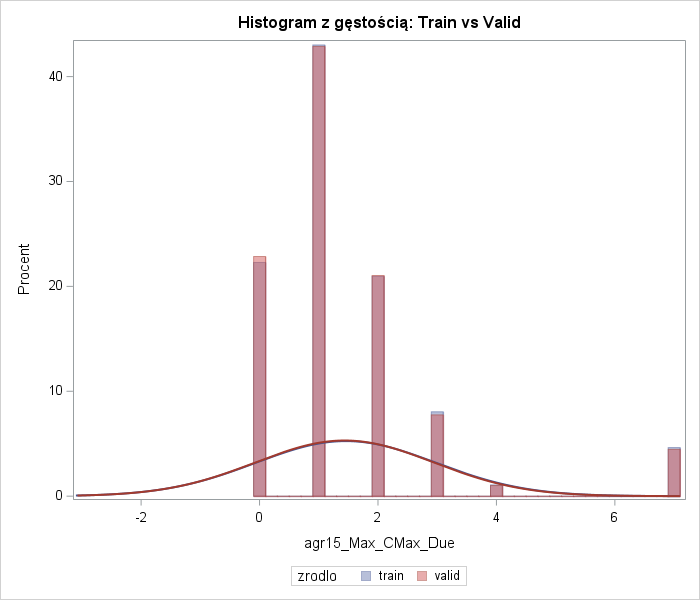 Histogram z gęstością: Train vs Valid
Procent
40
30
20
10
0
-2 0 2 4 6
agr15_Max_CMax_Due
zrodlo train valid